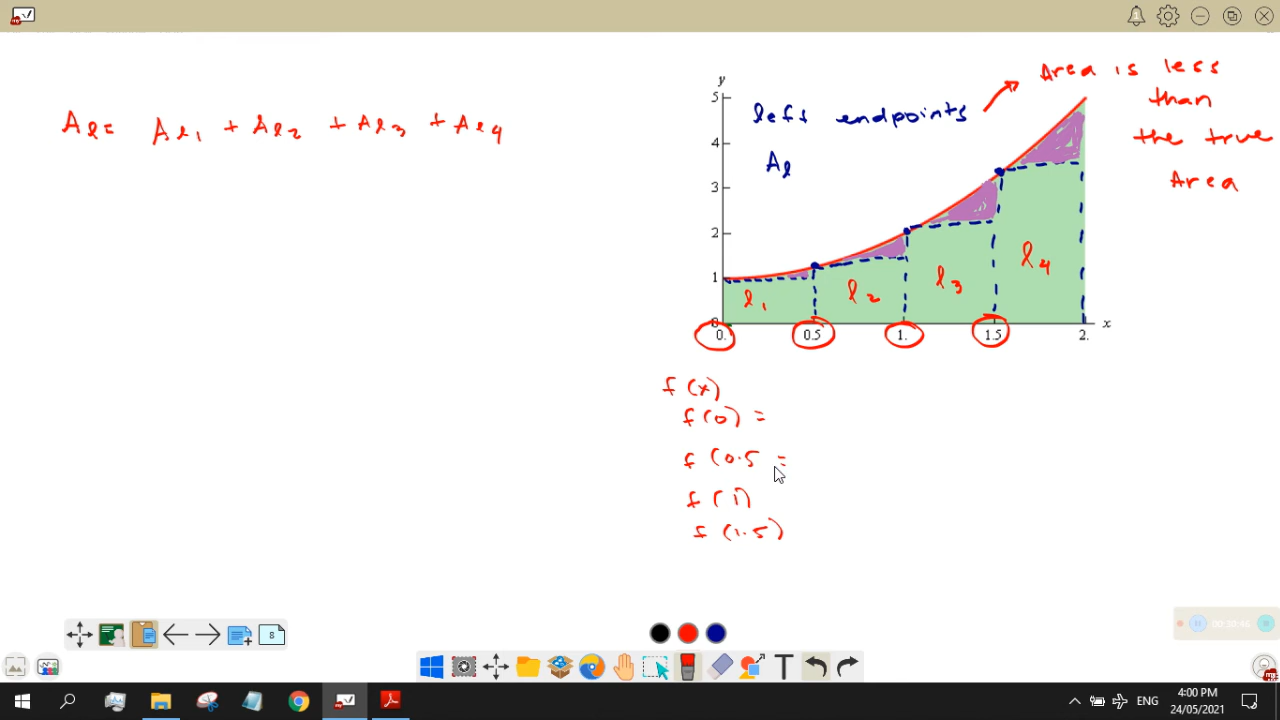 Al= Al1 + Al2 + Al3 + Al4
y
5
4
3
2
1
0
left endpoints
Al
Area is less
than
the true
Area
l1
l2
l3
l4
0.
0.5
1.
1.5
2.
x
f(x)
f(0) =
f(0.5 =
f(1)
f(1.5)
8
T
ENG
4:00 PM
24/05/2021